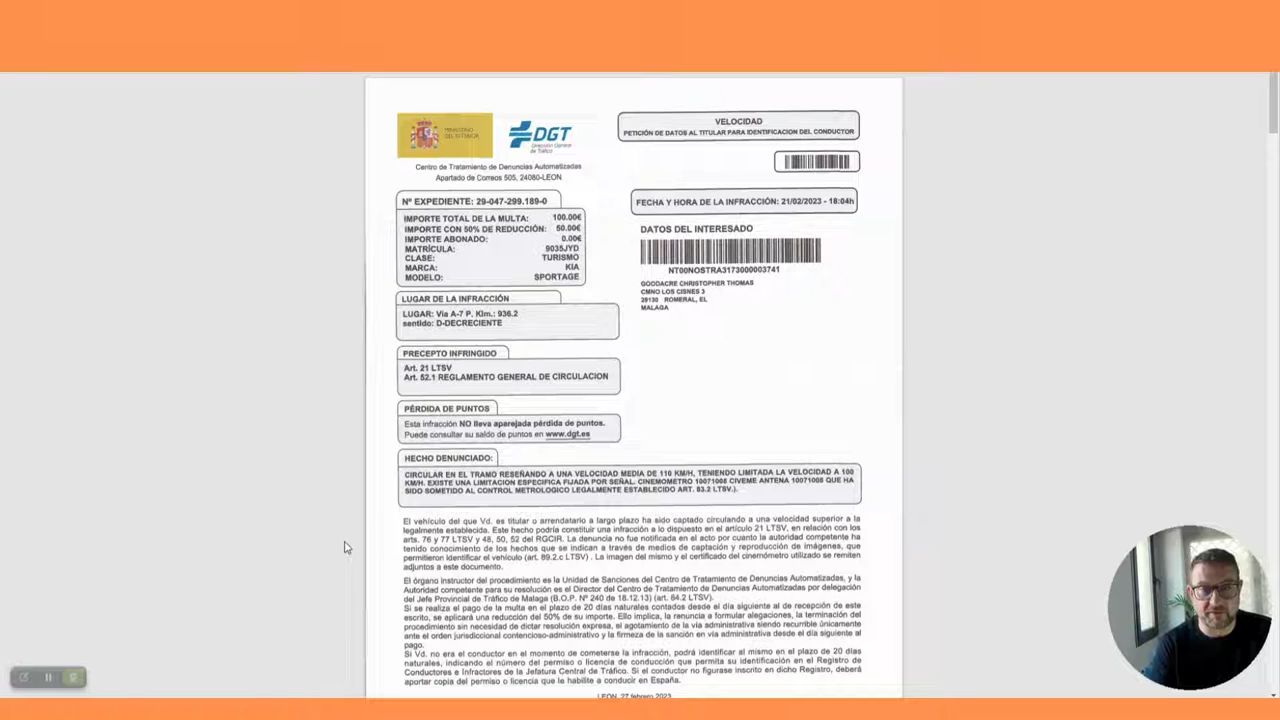 MINISTERIO
DEL INTERIOR
DGT
Dirección General
de Tráfico
VELOCIDAD
PETICIÓN DE DATOS AL TITULAR PARA IDENTIFICACION DEL CONDUCTOR
Centro de Tratamiento de Denuncias Automatizadas
Apartado de Correos 505, 24080-LEON
Nº EXPEDIENTE: 29-047-299.189-0
IMPORTE TOTAL DE LA MULTA: 100.00€
IMPORTE CON 50% DE REDUCCIÓN: 50.00€
IMPORTE ABONADO: 0.00€
MATRÍCULA: 9035JYD
CLASE: TURISMO
MARCA: KIA
MODELO: SPORTAGE
FECHA Y HORA DE LA INFRACCIÓN: 21/02/2023 - 18:04h
DATOS DEL INTERESADO
NT00NOSTRA3173000003741
GOODACRE CHRISTOPHER THOMAS
CMNO LOS CISNES 3
29130 ROMERAL, EL
MALAGA
LUGAR DE LA INFRACCIÓN
LUGAR: Via A-7 P. Klm.: 936.2
sentido: D-DECRECIENTE
PRECEPTO INFRINGIDO
Art. 21 LTSV
Art. 52.1 REGLAMENTO GENERAL DE CIRCULACION
PÉRDIDA DE PUNTOS
Esta infracción NO lleva aparejada pérdida de puntos.
Puede consultar su saldo de puntos en www.dgt.es
HECHO DENUNCIADO:
CIRCULAR EN EL TRAMO RESEÑANDO A UNA VELOCIDAD MEDIA DE 110 KM/H, TENIENDO LIMITADA LA VELOCIDAD A 100
KM/H. EXISTE UNA LIMITACION ESPECIFICA FIJADA POR SEÑAL. CINEMOMETRO 10071008 CIVEME ANTENA 10071008 QUE HA
SIDO SOMETIDO AL CONTROL METROLOGICO LEGALMENTE ESTABLECIDO ART. 83.2 LTSV.).
El vehículo del que Vd. es titular o arrendatario a largo plazo ha sido captado circulando a una velocidad superior a la
legalmente establecida. Este hecho podría constituir una infracción a lo dispuesto en el artículo 21 LTSV, en relación con los
arts. 76 y 77 LTSV y 48, 50, 52 del RGCIR. La denuncia no fue notificada en el acto por cuanto la autoridad competente ha
tenido conocimiento de los hechos que se indican a través de medios de captación y reproducción de imágenes, que
permitieron identificar el vehículo (art. 89.2.c LTSV) . La imagen del mismo y el certificado del cinemómetro utilizado se remiten
adjuntos a este documento.
El órgano instructor del procedimiento es la Unidad de Sanciones del Centro de Tratamiento de Denuncias Automatizadas, y la
Autoridad competente para su resolución es el Director del Centro de Tratamiento de Denuncias Automatizadas por delegación
del Jefe Provincial de Tráfico de Malaga (B.O.P. Nº 240 de 18.12.13) (art. 84.2 LTSV).
Si se realiza el pago de la multa en el plazo de 20 días naturales contados desde el día siguiente al de recepción de este
escrito, se aplicará una reducción del 50% de su importe. Ello implica, la renuncia a formular alegaciones, la terminación del
procedimiento sin necesidad de dictar resolución expresa, el agotamiento de la vía administrativa siendo recurrible únicamente
ante el orden jurisdiccional contencioso-administrativo y la firmeza de la sanción en vía administrativa desde el día siguiente al
pago.
Si Vd. no era el conductor en el momento de cometerse la infracción, podrá identificar al mismo en el plazo de 20 días
naturales, indicando el número del permiso o licencia de conducción que permita su identificación en el Registro de
Conductores e Infractores de la Jefatura Central de Tráfico. Si el conductor no figurase inscrito en dicho Registro, deberá
aportar copia del permiso o licencia que le habilite a conducir en España.
LEON, 27 febrero 2023